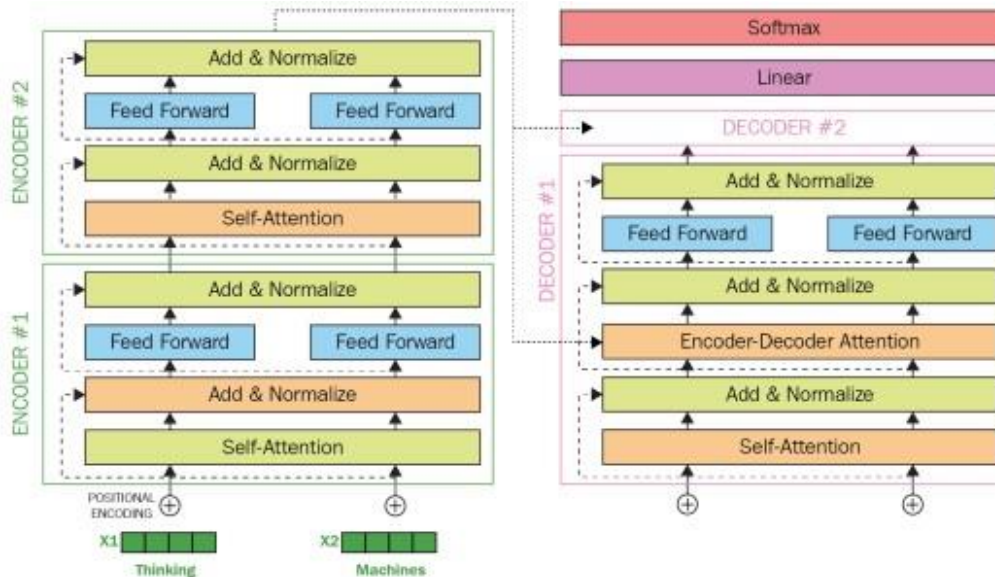 ENCODER #2
Add & Normalize
Feed Forward Feed Forward
Add & Normalize
Self-Attention
ENCODER #1
Add & Normalize
Feed Forward Feed Forward
Add & Normalize
Self-Attention
POSITIONAL
ENCODING
X1 X2
Thinking Machines
Softmax
Linear
DECODER #2
DECODER #1
Add & Normalize
Feed Forward Feed Forward
Add & Normalize
Encoder-Decoder Attention
Add & Normalize
Self-Attention